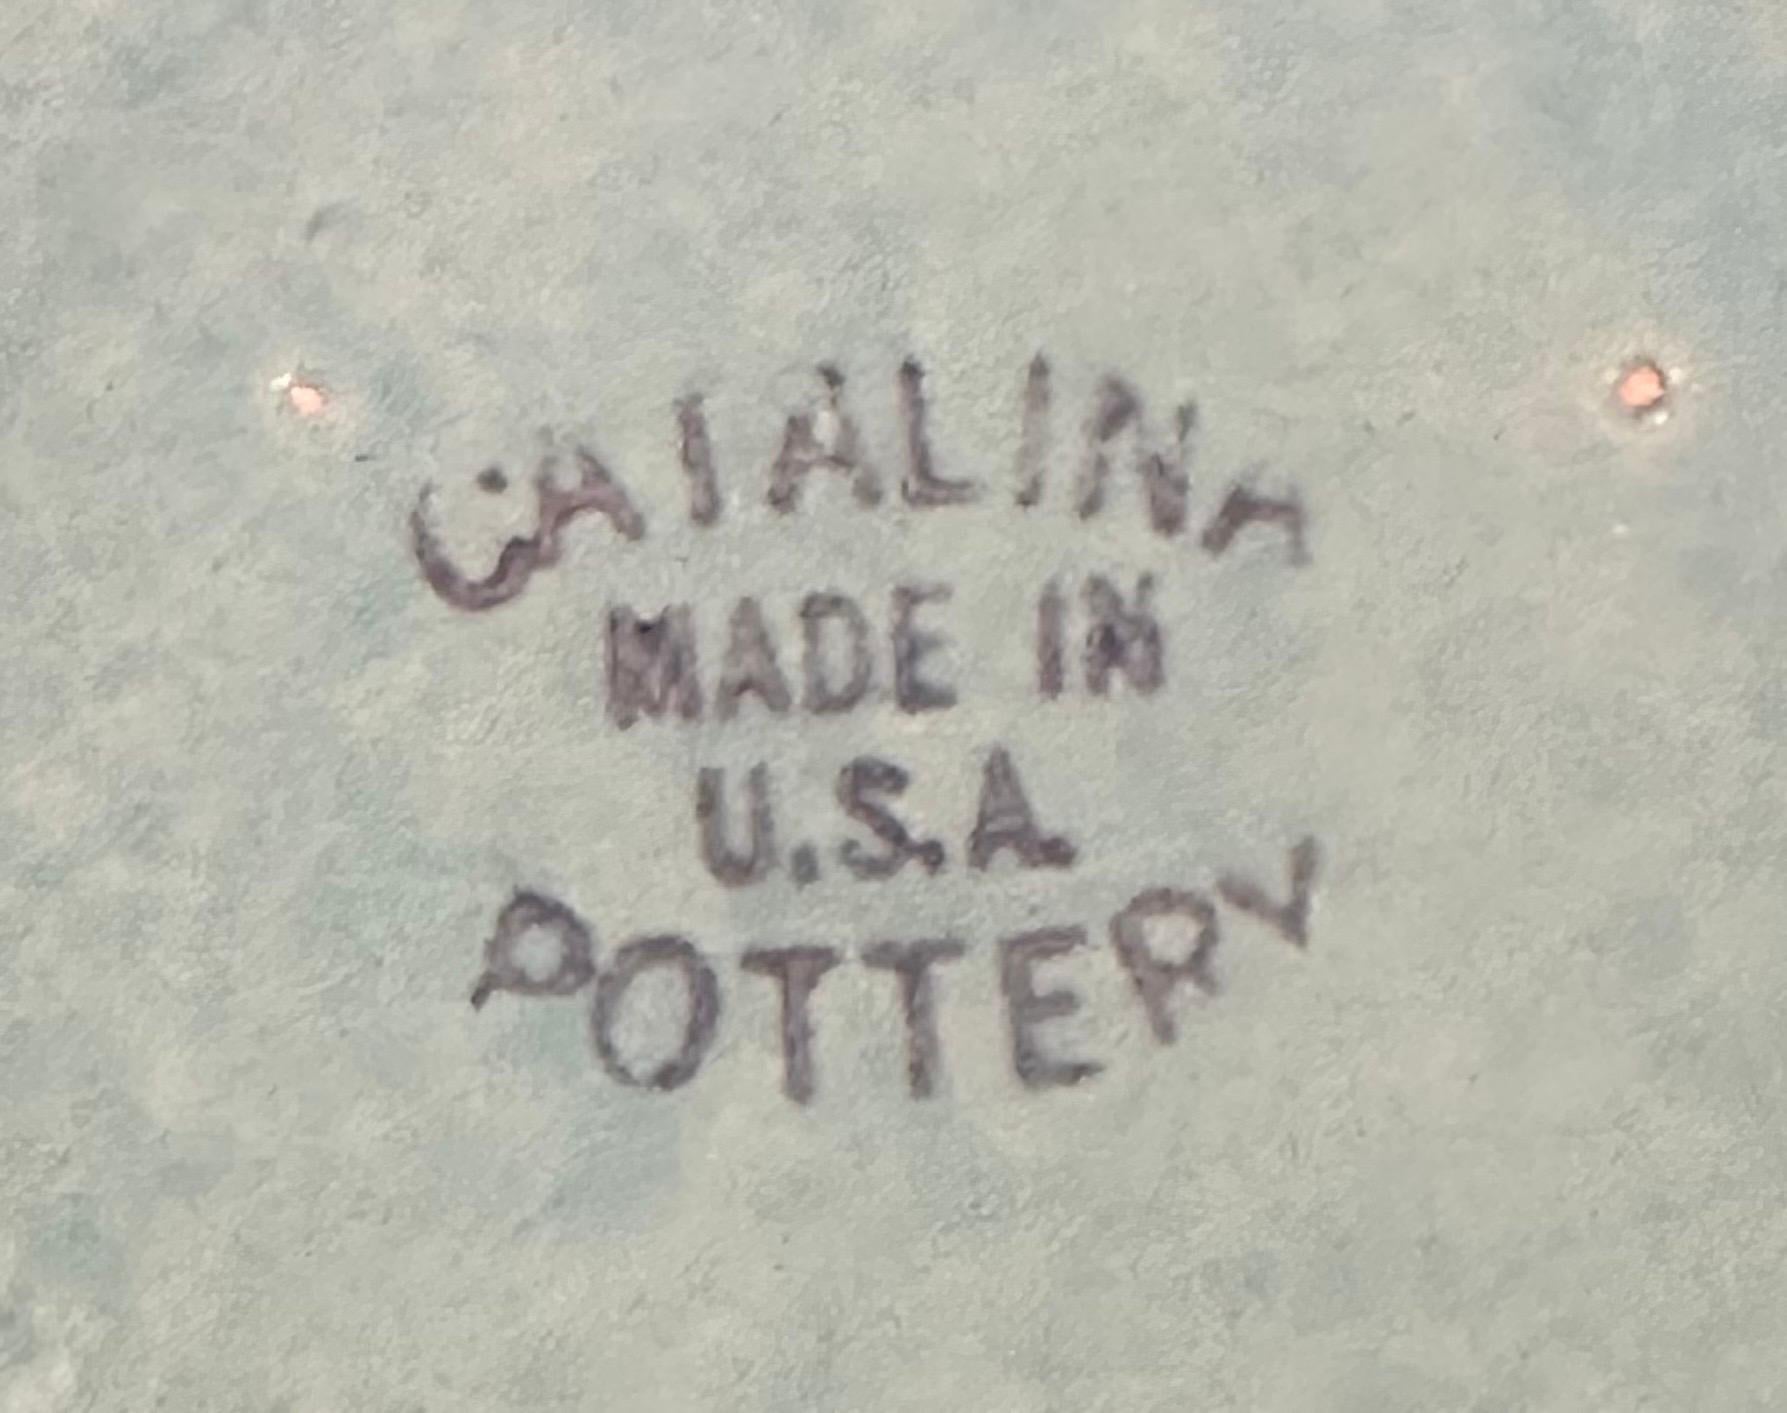 CATALINA
MADE IN
U.S.A.
POTTERY